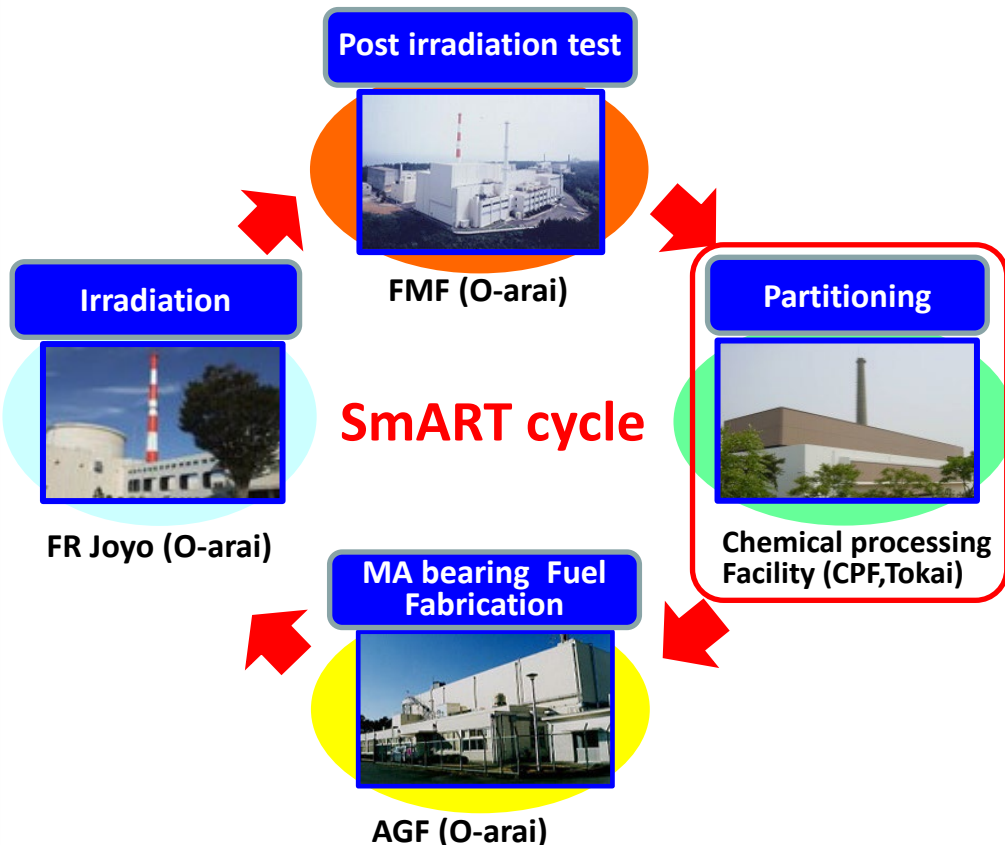 Post irradiation test
FMF (O-arai)
Irradiation
FR Joyo (O-arai)
SmART cycle
Partitioning
Chemical processing
Facility (CPF,Tokai)
MA bearing  Fuel
Fabrication
AGF (O-arai)